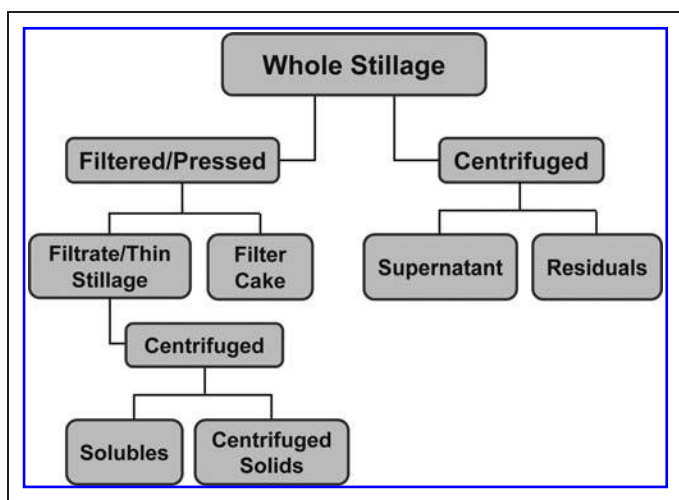 Whole Stillage
Filtered/Pressed
Centrifuged
Filtrate/Thin
Stillage
Filter
Cake
Supernatant
Residuals
Centrifuged
Solubles
Centrifuged
Solids